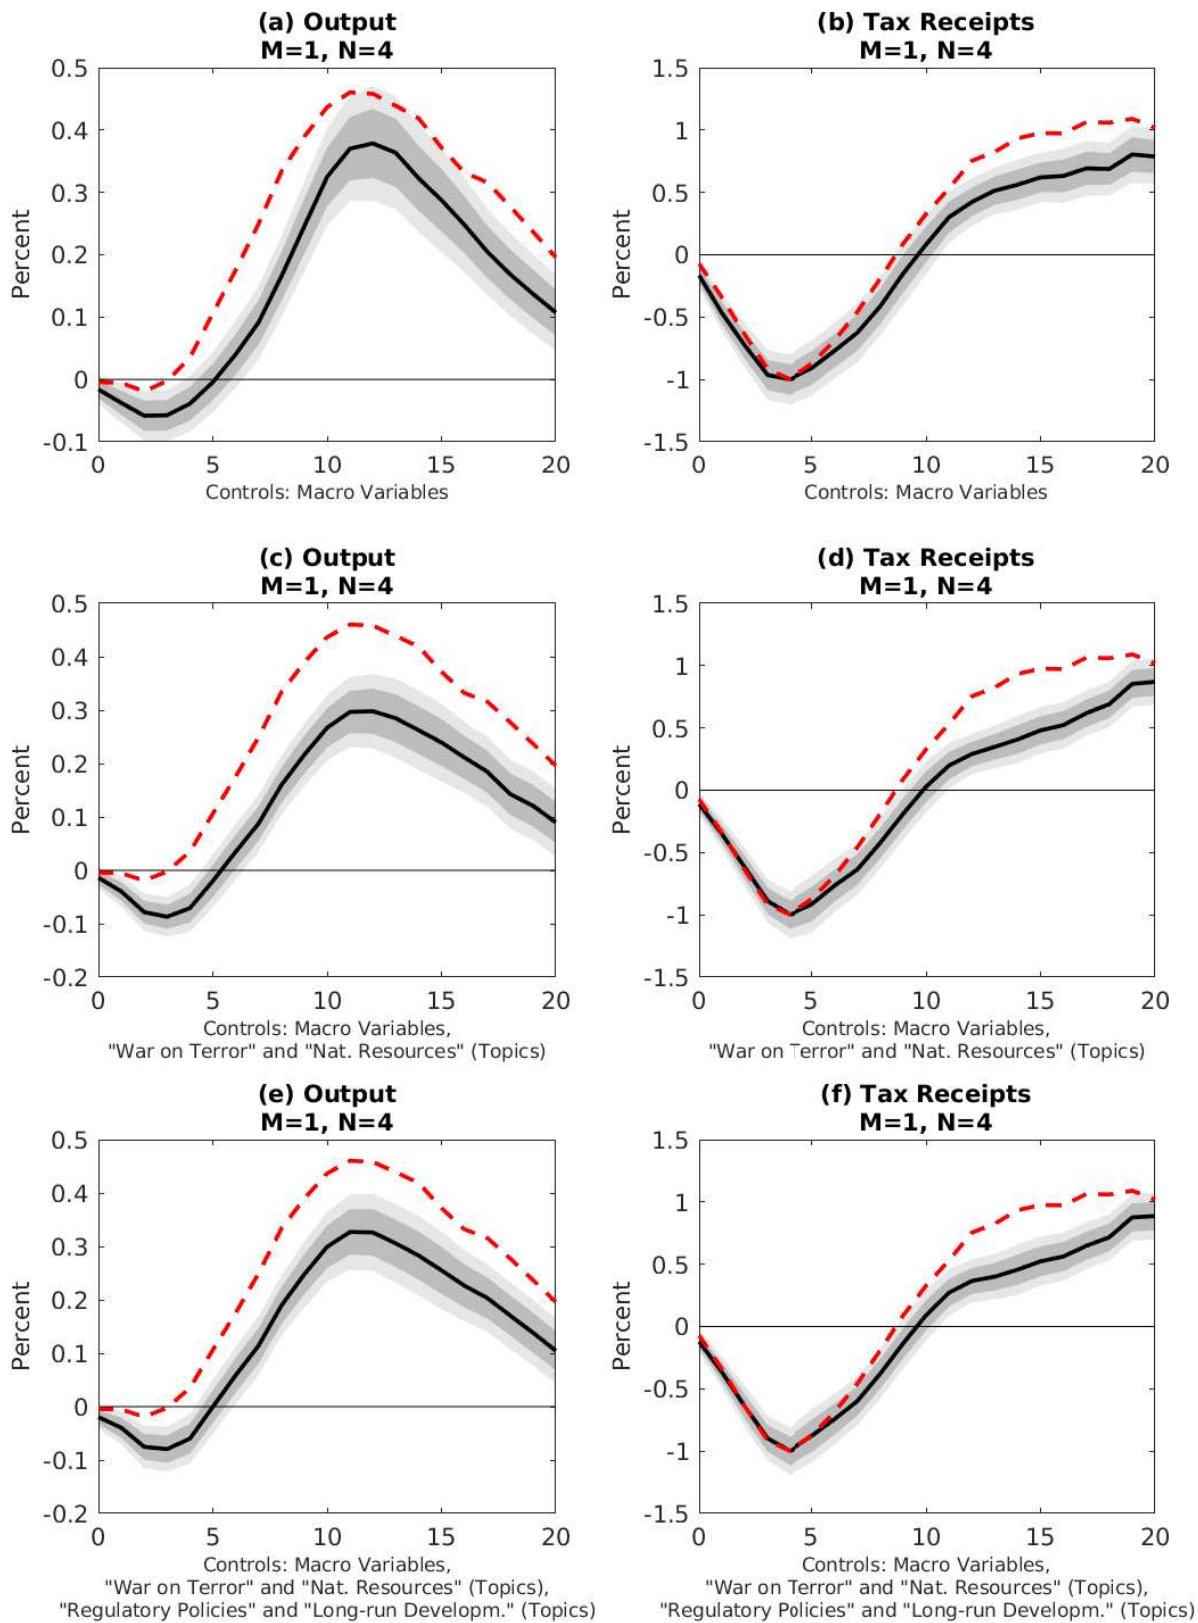 (a) Output
M=1, N=4
0.5
0.4
0.3
0.2
0.1
0
-0.1
Percent
0 5 10 15 20
Controls: Macro Variables
(b) Tax Receipts
M=1, N=4
1.5
1
0.5
0
-0.5
-1
-1.5
Percent
0 5 10 15 20
Controls: Macro Variables
(c) Output
M=1, N=4
0.5
0.4
0.3
0.2
0.1
0
-0.1
-0.2
Percent
0 5 10 15 20
Controls: Macro Variables,
"War on Terror" and "Nat. Resources" (Topics)
(d) Tax Receipts
M=1, N=4
1.5
1
0.5
0
-0.5
-1
-1.5
Percent
0 5 10 15 20
Controls: Macro Variables,
"War on Terror" and "Nat. Resources" (Topics)
(e) Output
M=1, N=4
0.5
0.4
0.3
0.2
0.1
0
-0.1
-0.2
Percent
0 5 10 15 20
Controls: Macro Variables,
"War on Terror" and "Nat. Resources" (Topics),
"Regulatory Policies" and "Long-run Developm." (Topics)
(f) Tax Receipts
M=1, N=4
1.5
1
0.5
0
-0.5
-1
-1.5
Percent
0 5 10 15 20
Controls: Macro Variables,
"War on Terror" and "Nat. Resources" (Topics),
"Regulatory Policies" and "Long-run Developm." (Topics)